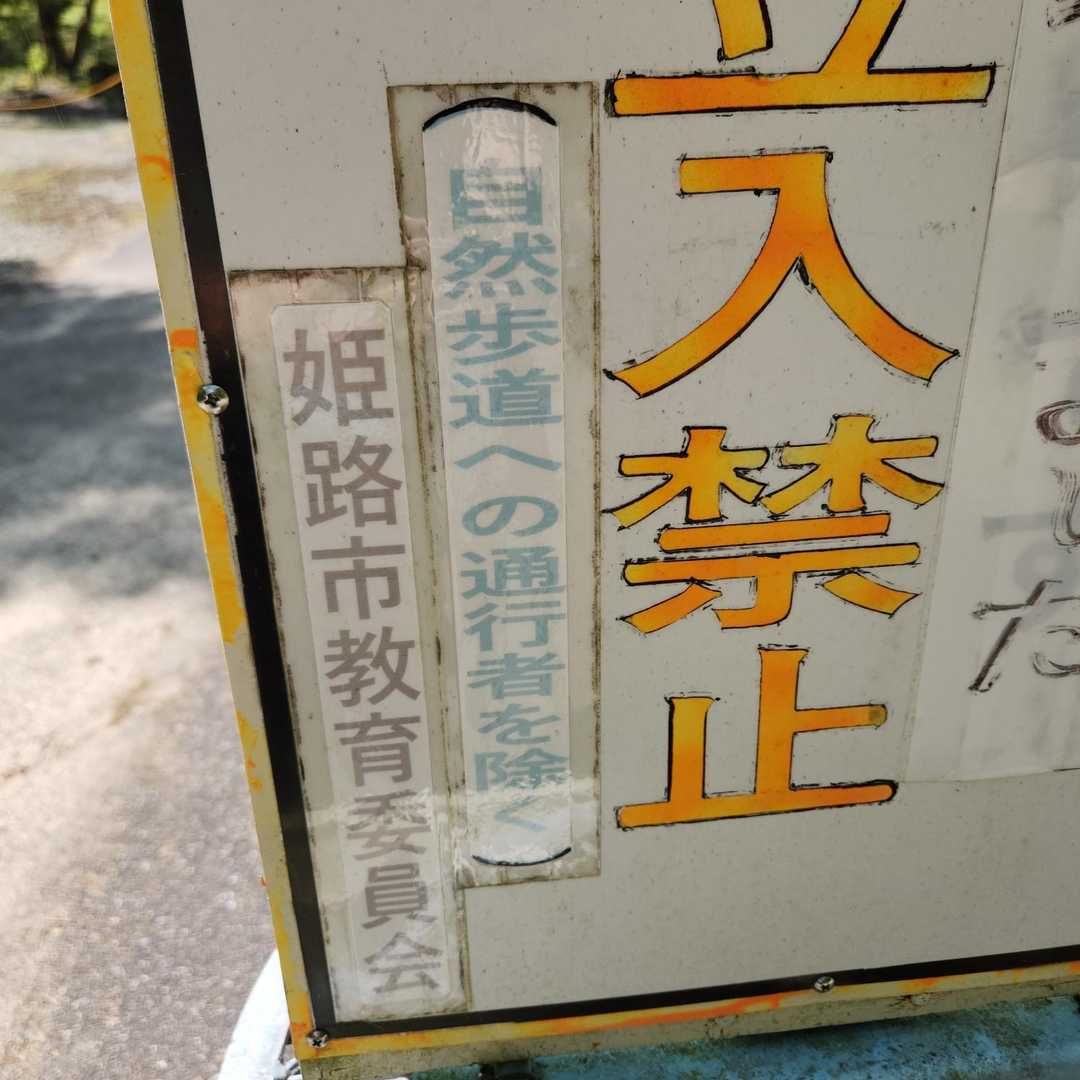 立入禁止
(自然歩道への通行者を除く)
姫路市教育委員会